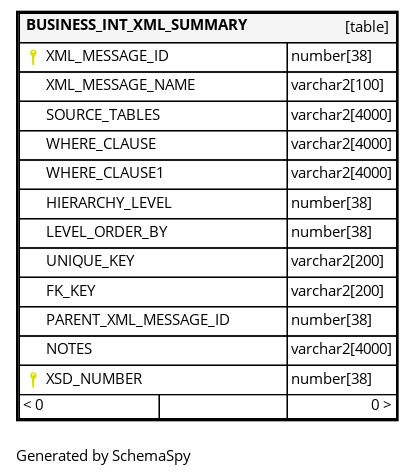 BUSINESS_INT_XML_SUMMARY [table]
XML_MESSAGE_ID number[38]
XML_MESSAGE_NAME varchar2[100]
SOURCE_TABLES varchar2[4000]
WHERE_CLAUSE varchar2[4000]
WHERE_CLAUSE1 varchar2[4000]
HIERARCHY_LEVEL number[38]
LEVEL_ORDER_BY number[38]
UNIQUE_KEY varchar2[200]
FK_KEY varchar2[200]
PARENT_XML_MESSAGE_ID number[38]
NOTES varchar2[4000]
XSD_NUMBER number[38]
< 0 0 >
Generated by SchemaSpy